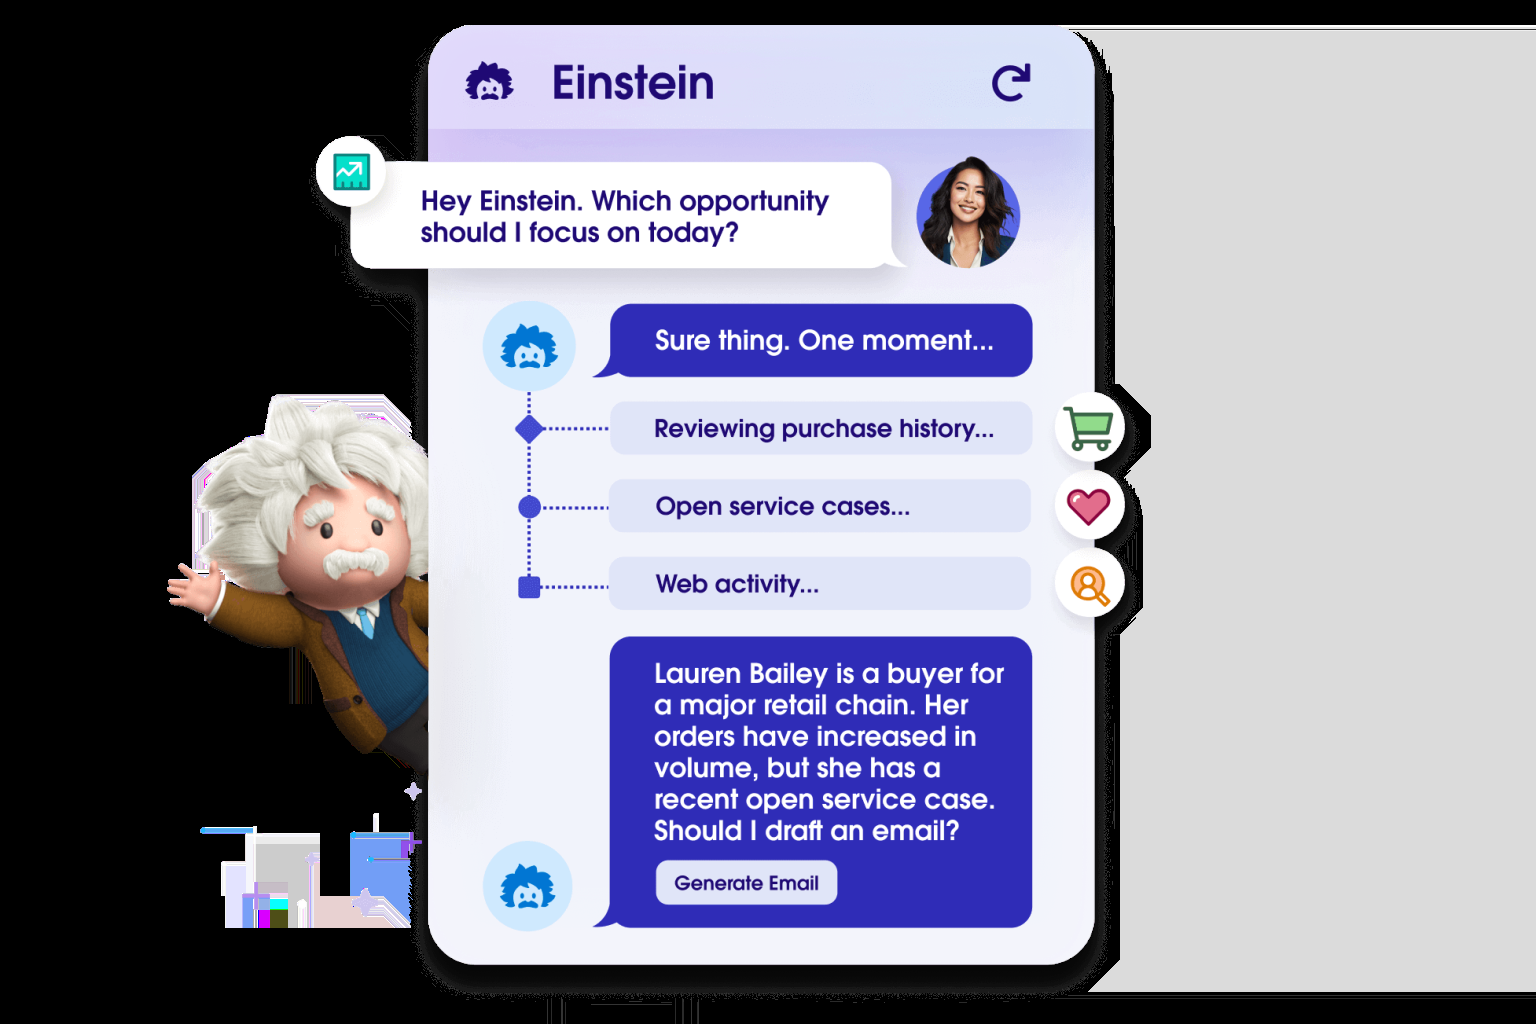 Einstein
Hey Einstein. Which opportunity
should I focus on today?
Sure thing. One moment...
Reviewing purchase history...
Open service cases...
Web activity...
Lauren Bailey is a buyer for
a major retail chain. Her
orders have increased in
volume, but she has a
recent open service case.
Should I draft an email?
Generate Email